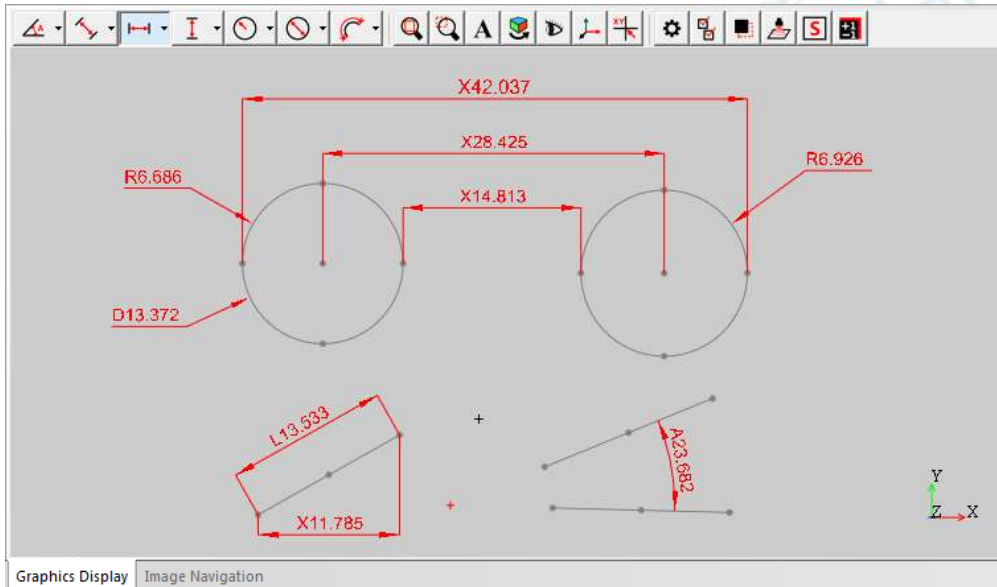 A
XY
S
X42.037
X28.425
R6.686
R6.926
X14.813
D13.372
L13.533
A23.682
X11.785
Y
Z
X
Graphics Display
Image Navigation